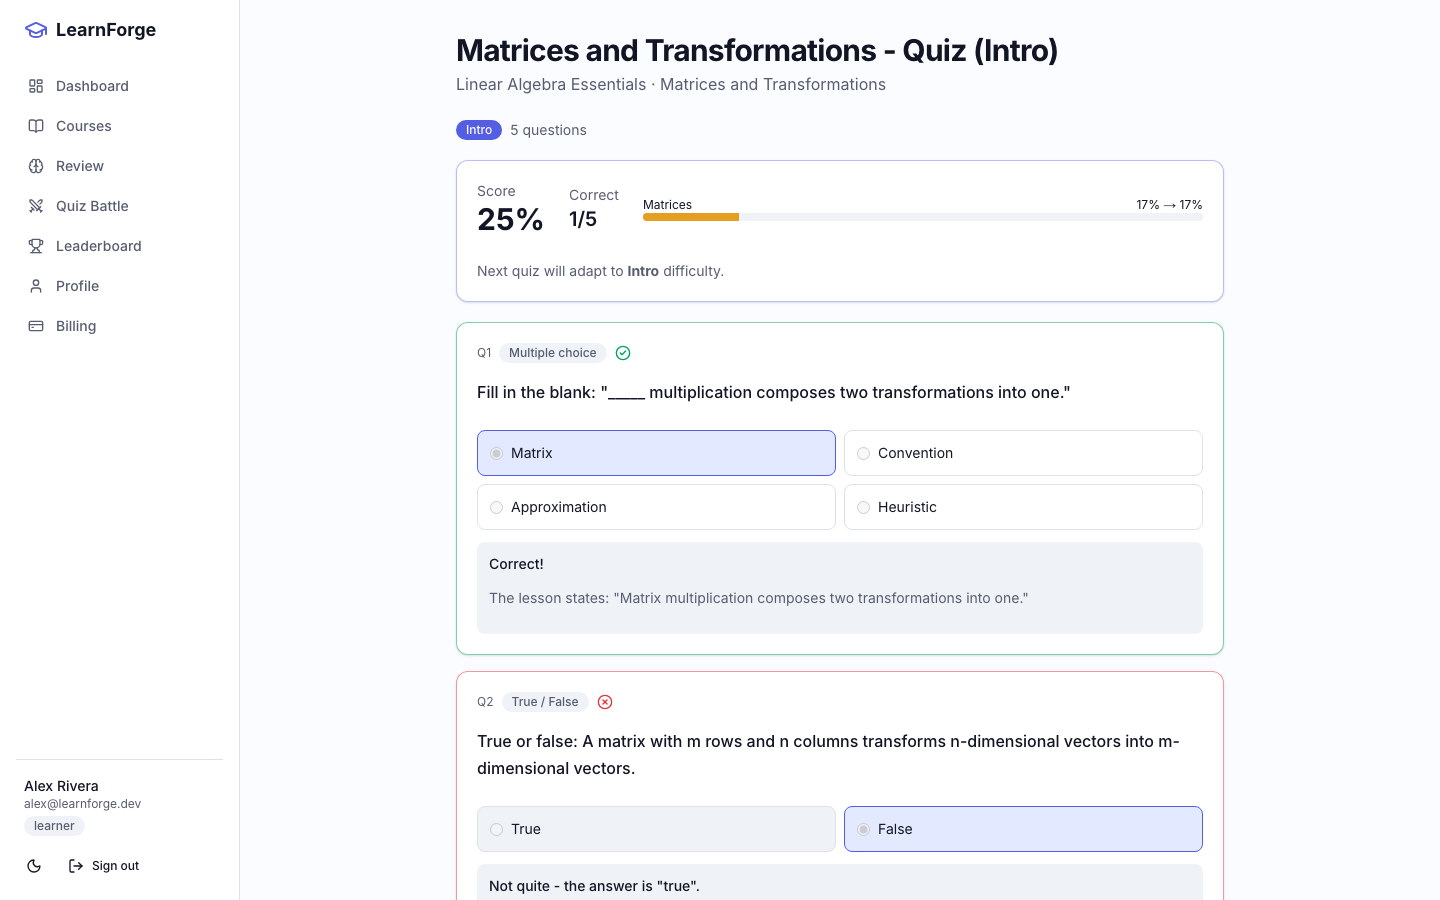 LearnForge
Dashboard
Courses
Review
Quiz Battle
Leaderboard
Profile
Billing
Alex Rivera
alex@learnforge.dev
learner
Sign out
Matrices and Transformations - Quiz (Intro)
Linear Algebra Essentials · Matrices and Transformations
Intro 5 questions
Score
25%
Correct
1/5
Matrices 17% → 17%
Next quiz will adapt to Intro difficulty.
Q1 Multiple choice
Fill in the blank: "_____ multiplication composes two transformations into one."
Matrix
Convention
Approximation
Heuristic
Correct!
The lesson states: "Matrix multiplication composes two transformations into one."
Q2 True / False
True or false: A matrix with m rows and n columns transforms n-dimensional vectors into m-
dimensional vectors.
True
False
Not quite - the answer is "true".